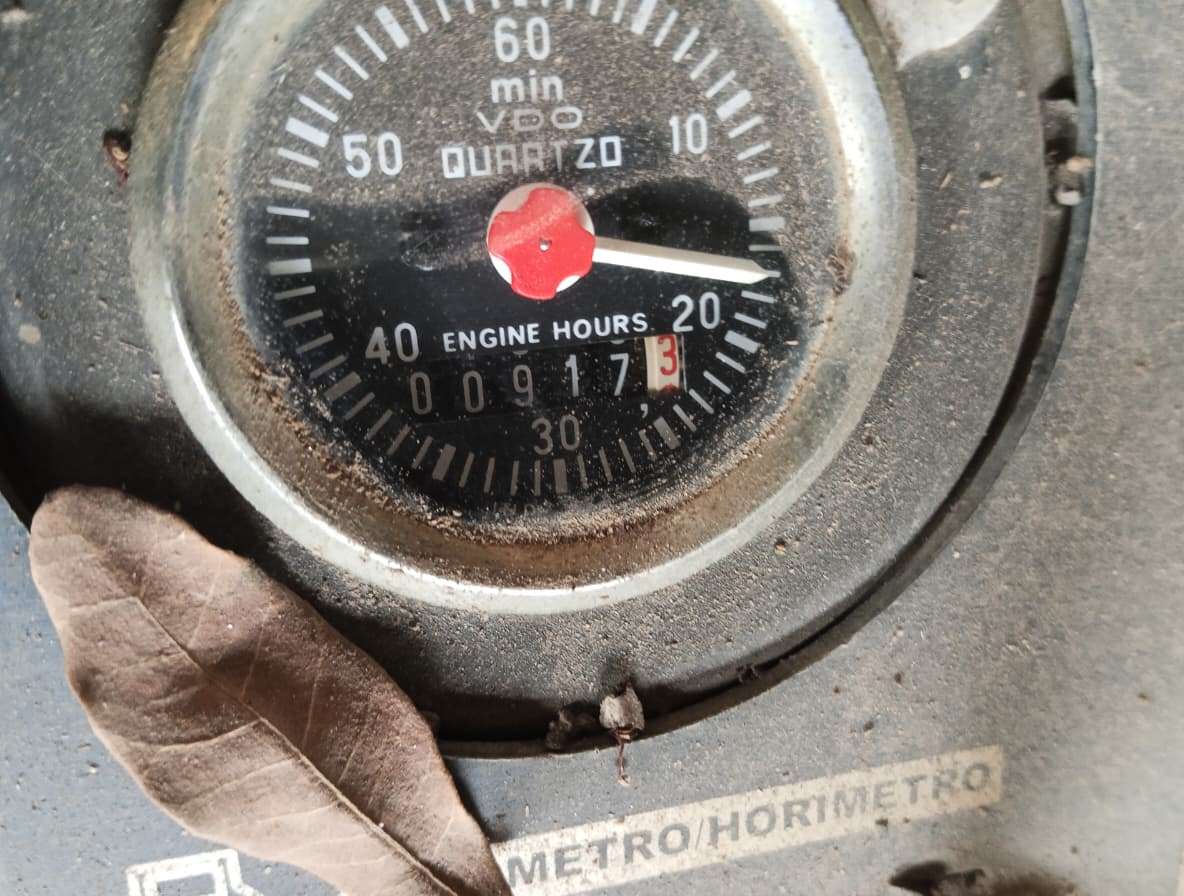 60
min
VDO
50 QUARTZO 10
40 ENGINE HOURS 20
00917,3
30
METRO/HORIMETRO